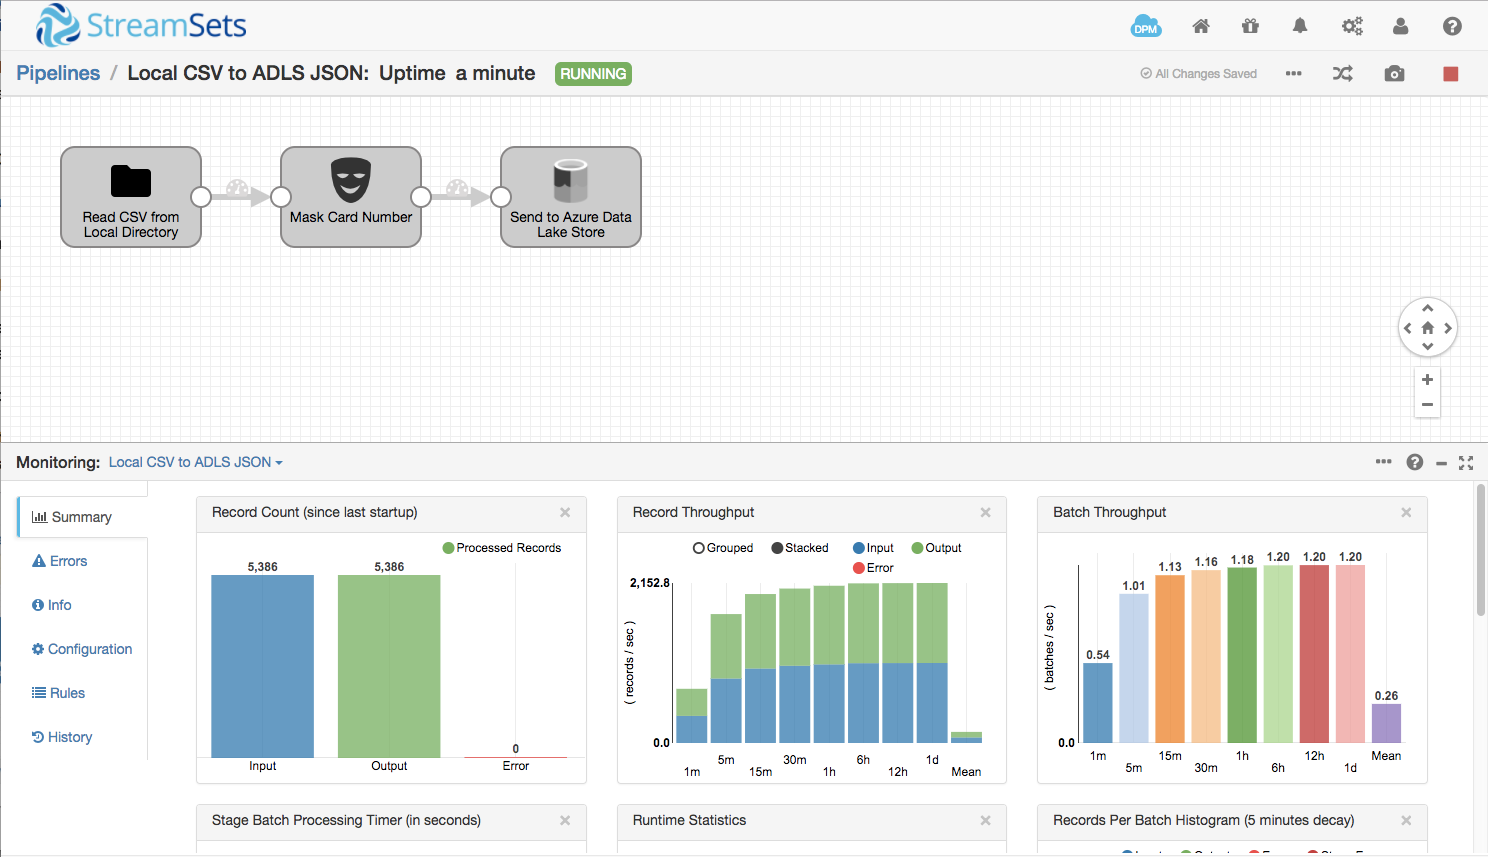 StreamSets
DPM
Pipelines / Local CSV to ADLS JSON: Uptime a minute RUNNING
All Changes Saved
Read CSV from
Local Directory
Mask Card Number
Send to Azure Data
Lake Store
Monitoring: Local CSV to ADLS JSON
Summary
Errors
Info
Configuration
Rules
History
Record Count (since last startup)
Processed Records
5,386
5,386
0
Input
Output
Error
Record Throughput
Grouped
Stacked
Input
Output
Error
2,152.8
( records / sec )
0.0
1m
5m
15m
30m
1h
6h
12h
1d
Mean
Batch Throughput
( batches / sec )
0.54
1.01
1.13
1.16
1.18
1.20
1.20
1.20
0.26
0.0
1m
5m
15m
30m
1h
6h
12h
1d
Mean
Stage Batch Processing Timer (in seconds)
Runtime Statistics
Records Per Batch Histogram (5 minutes decay)